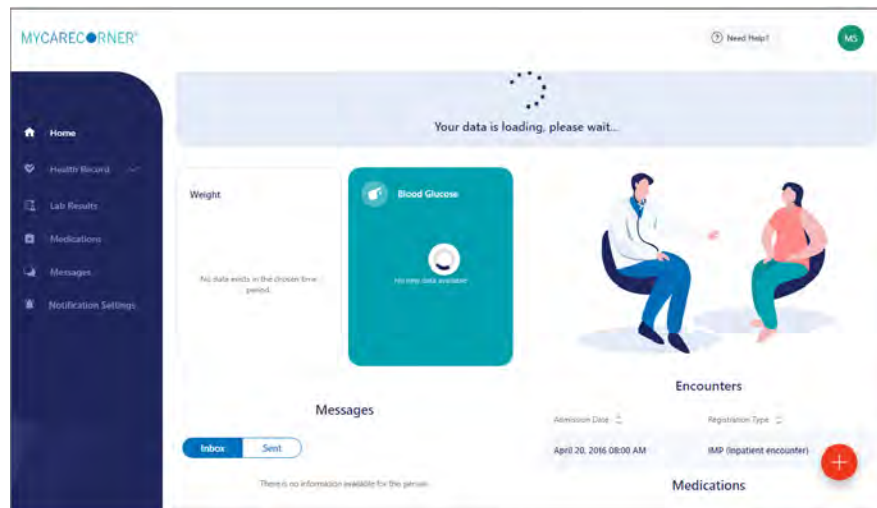 MYCARECORNER®
Need Help?
MS
Your data is loading, please wait...
Home
Health Record
Lab Results
Medications
Messages
Notification Settings
Weight
No data exists in the chosen time
period.
Blood Glucose
No new data available
Messages
Inbox
Sent
There is no information available for this person.
Encounters
Admission Date
Registration Type
April 20, 2016 08:00 AM
IMP (Inpatient encounter)
Medications